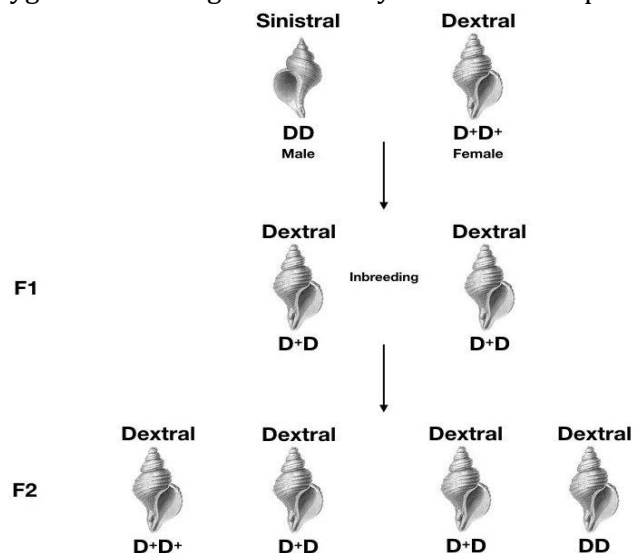 Sinistral Dextral
DD D+D+
Male Female
Dextral Dextral
F1 Inbreeding
D+D D+D
Dextral Dextral Dextral Dextral
F2
D+D+ D+D D+D DD